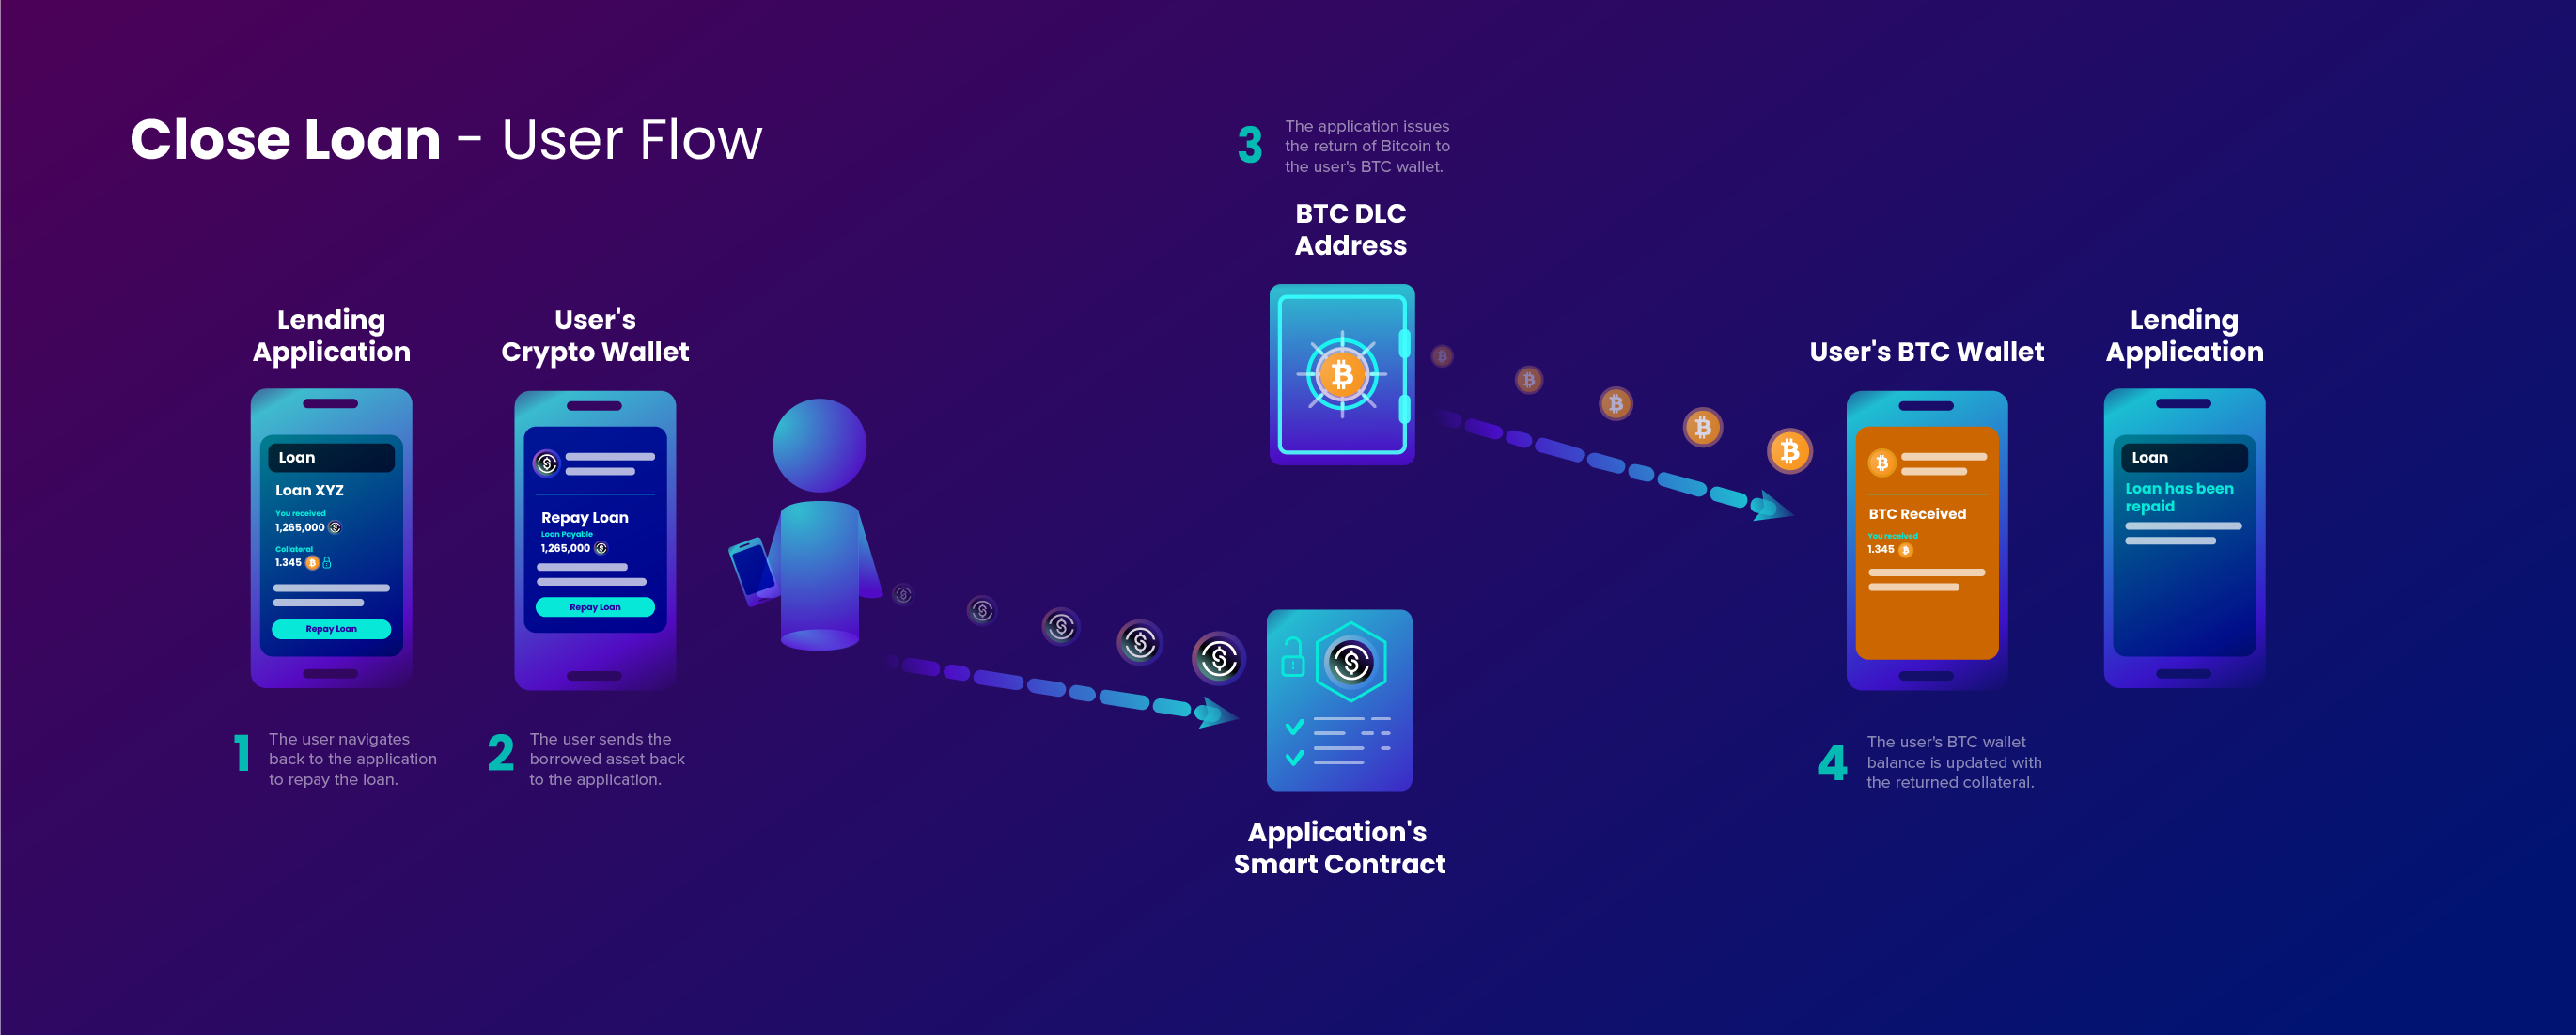 Close Loan - User Flow
3
The application issues
the return of Bitcoin to
the user's BTC wallet.
BTC DLC
Address
Lending
Application
Loan
Loan XYZ
You received
1,265,000
Collateral
1.345
Repay Loan
1
The user navigates
back to the application
to repay the loan.
User's
Crypto Wallet
Repay Loan
Loan Payable
1,265,000
Repay Loan
2
The user sends the
borrowed asset back
to the application.
Application's
Smart Contract
User's BTC Wallet
BTC Received
You received
1.345
4
The user's BTC wallet
balance is updated with
the returned collateral.
Lending
Application
Loan
Loan has been
repaid